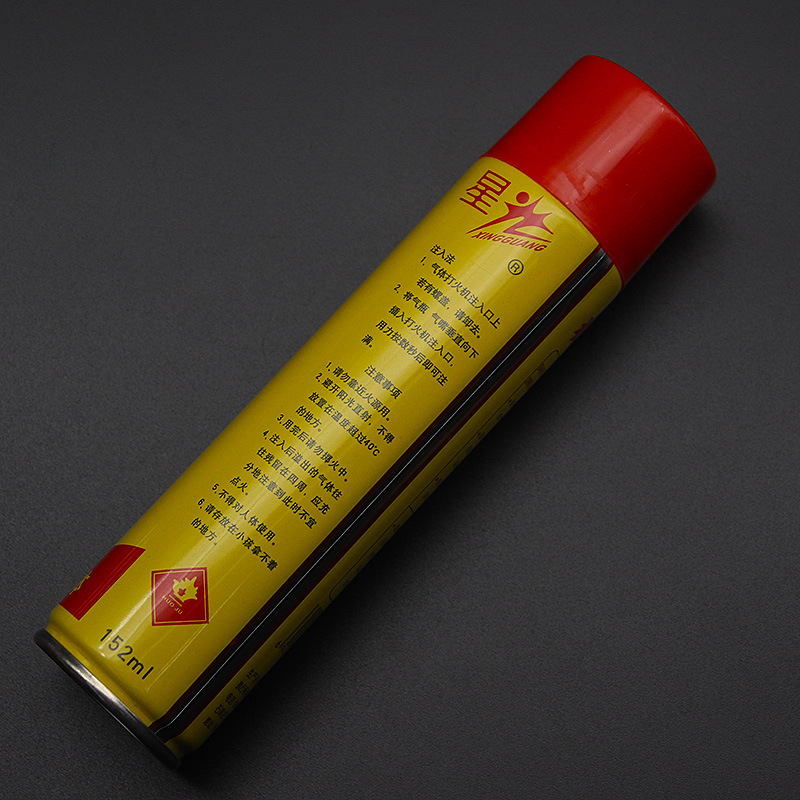 星光
XINGGUANG
®
注入法
1、气体打火机注入口上
若有螺盖，请卸去。
2、将气瓶 气嘴垂直向下
插入打火机注入口，
用力按数秒后即可注
满。
注意事项
1.请勿靠近火源用。
2.避开阳光直射，不得
放置在温度超过40℃
的地方。
3.用完后请勿掷火中。
4.注入后溢出的气体往
往残留在四周，应充
分地注意到此时不宜
点火。
5.不得对人体使用。
6.请存放在小孩拿不着
的地方。
HUO JU
152ml